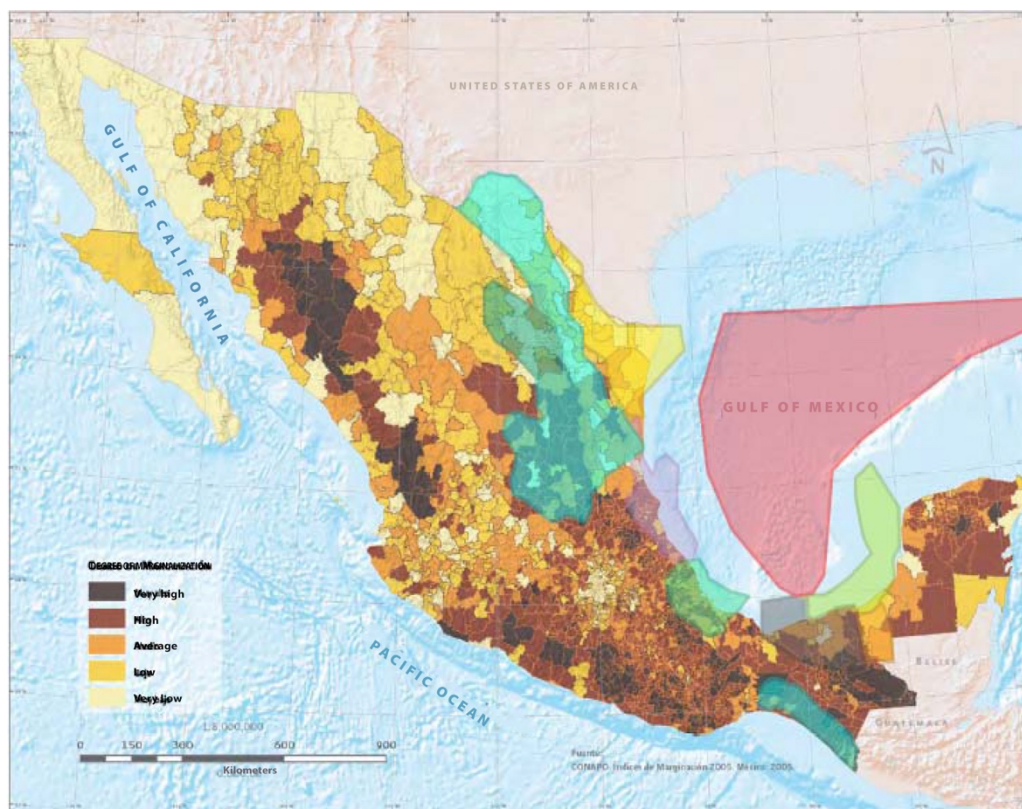 UNITED STATES OF AMERICA
N
GULF OF CALIFORNIA
GULF OF MEXICO
Very high
High
Average
Low
Very Low
PACIFIC OCEAN
BELIZE
GUATEMALA
0 150 300 600 900
Kilometers
Fuente:
CONAPO. Indices de Marginación 2005. México. 2005.